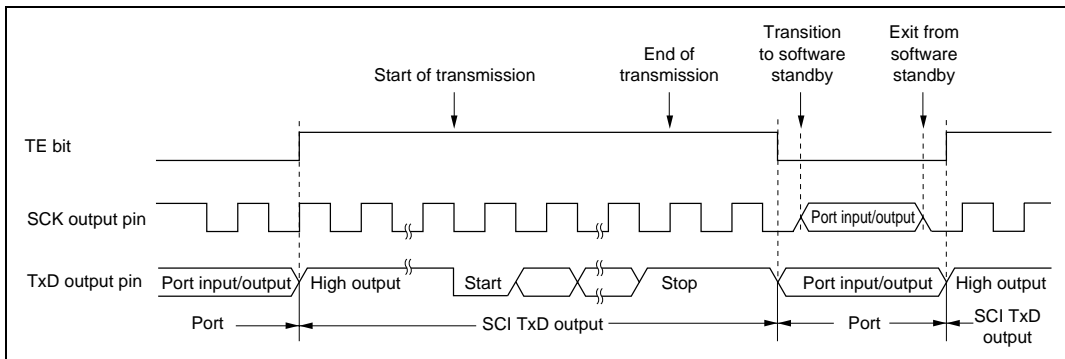 Start of transmission
End of
transmission
Transition
to software
standby
Exit from
software
standby
TE bit
SCK output pin
Port input/output
TxD output pin
Port input/output
High output
Start
Stop
Port input/output
High output
Port
SCI TxD output
Port
SCI TxD
output